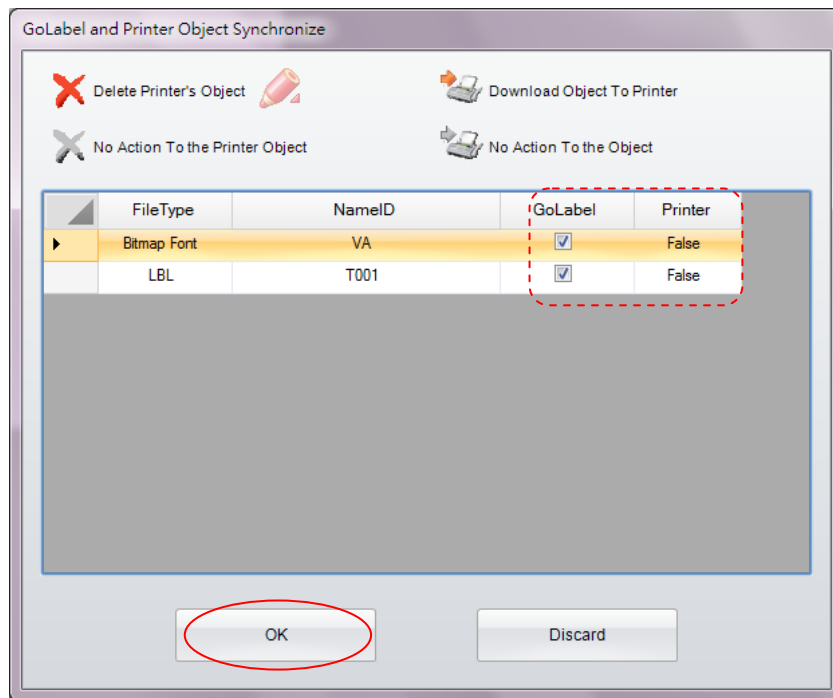 GoLabel and Printer Object Synchronize
Delete Printer's Object Download Object To Printer
No Action To the Printer Object No Action To the Object
FileType NameID GoLabel Printer
Bitmap Font VA False
LBL T001 False
OK Discard